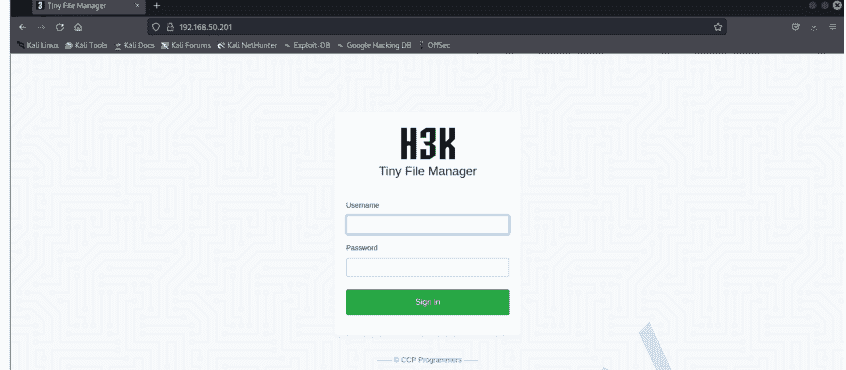 Tiny File Manager
192.168.50.201
Kali Linux Kali Tools Kali Docs Kali Forums Kali NetHunter Exploit-DB Google Hacking DB OffSec
H3K
Tiny File Manager
Username
Password
Sign in
© CCP Programmers